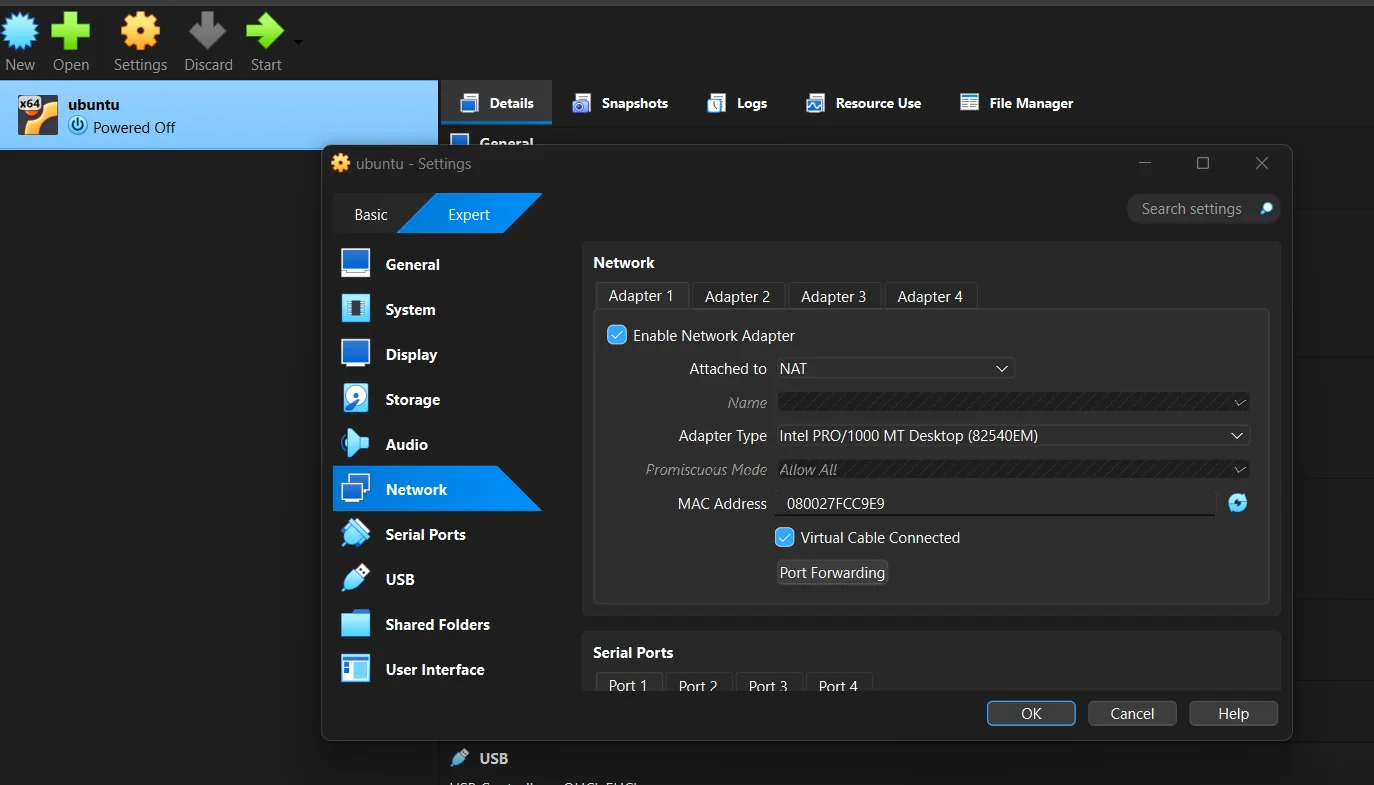 New Open Settings Discard Start
x64
ubuntu
Powered Off
Details Snapshots Logs Resource Use File Manager
General
ubuntu - Settings
Basic Expert
Search settings
General
System
Display
Storage
Audio
Network
Serial Ports
USB
Shared Folders
User Interface
Network
Adapter 1 Adapter 2 Adapter 3 Adapter 4
Enable Network Adapter
Attached to NAT
Name
Adapter Type Intel PRO/1000 MT Desktop (82540EM)
Promiscuous Mode Allow All
MAC Address 080027FCC9E9
Virtual Cable Connected
Port Forwarding
Serial Ports
Port 1 Port 2 Port 3 Port 4
OK Cancel Help
USB